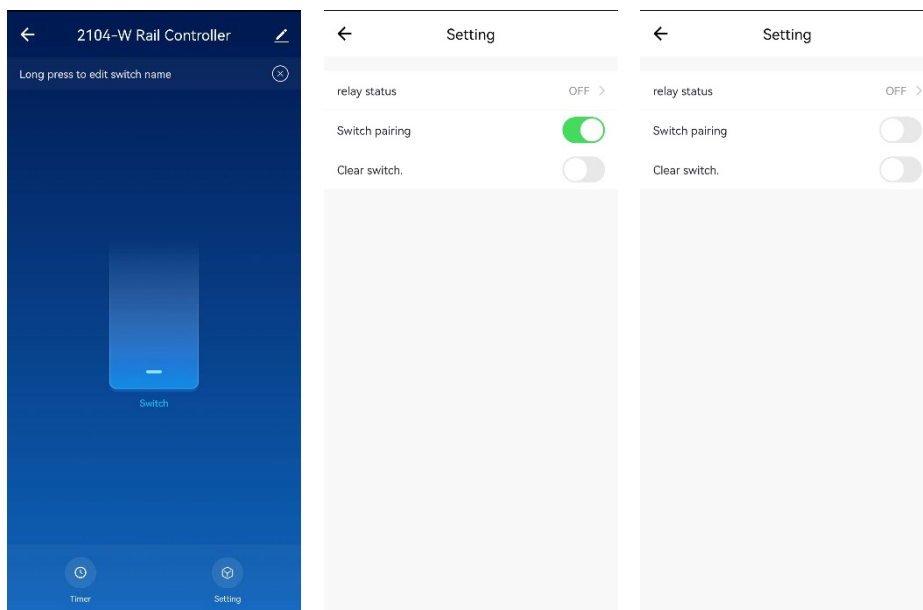 2104-W Rail Controller
Long press to edit switch name
Switch
Timer
Setting
Setting
relay status
OFF
Switch pairing
Clear switch.
Setting
relay status
OFF
Switch pairing
Clear switch.